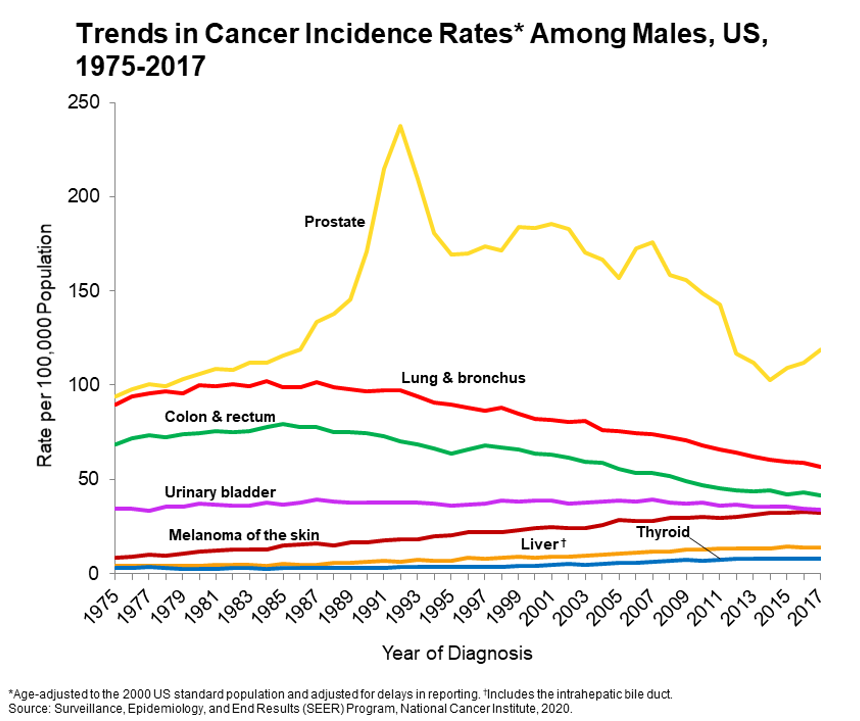 Trends in Cancer Incidence Rates* Among Males, US,
1975-2017
250
200
150
100
50
0
Rate per 100,000 Population
Prostate
Lung & bronchus
Colon & rectum
Urinary bladder
Melanoma of the skin
Liver†
Thyroid
1975
1977
1979
1981
1983
1985
1987
1989
1991
1993
1995
1997
1999
2001
2003
2005
2007
2009
2011
2013
2015
2017
Year of Diagnosis
*Age-adjusted to the 2000 US standard population and adjusted for delays in reporting. †Includes the intrahepatic bile duct.
Source: Surveillance, Epidemiology, and End Results (SEER) Program, National Cancer Institute, 2020.